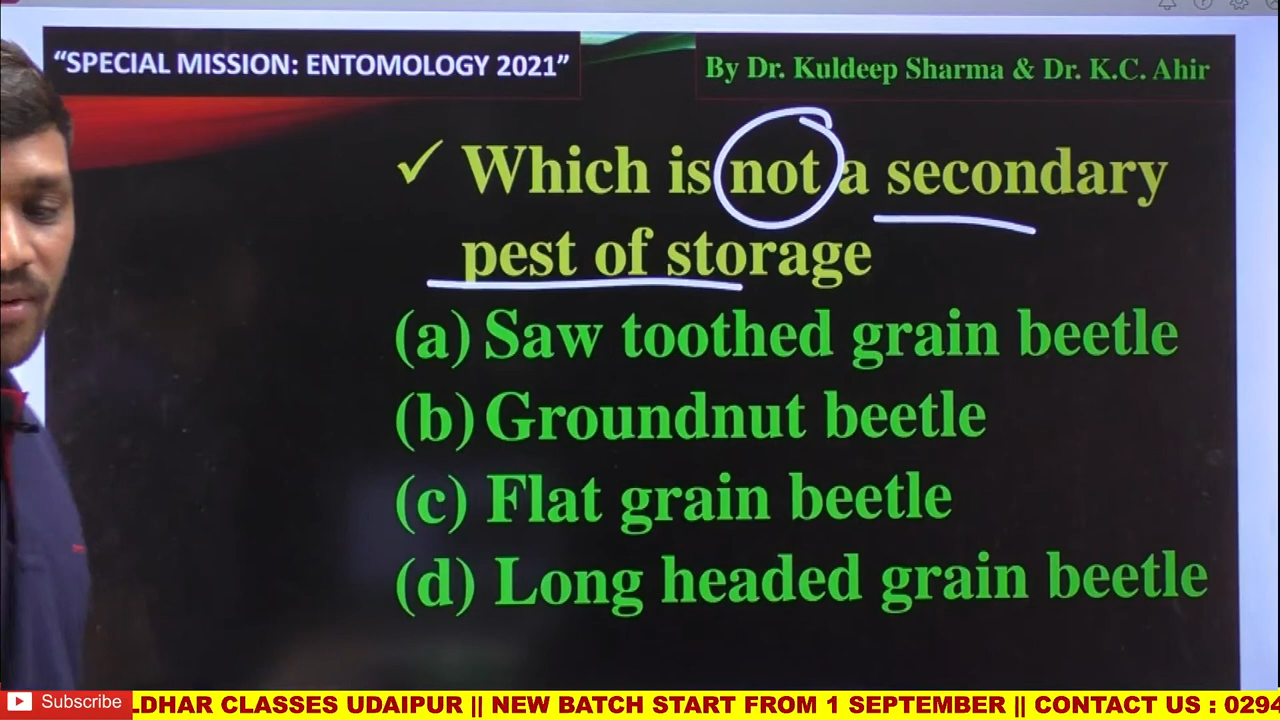 “SPECIAL MISSION: ENTOMOLOGY 2021”
By Dr. Kuldeep Sharma & Dr. K.C. Ahir
✓ Which is not a secondary
pest of storage
(a) Saw toothed grain beetle
(b) Groundnut beetle
(c) Flat grain beetle
(d) Long headed grain beetle
Subscribe
LDHAR CLASSES UDAIPUR || NEW BATCH START FROM 1 SEPTEMBER || CONTACT US : 0294